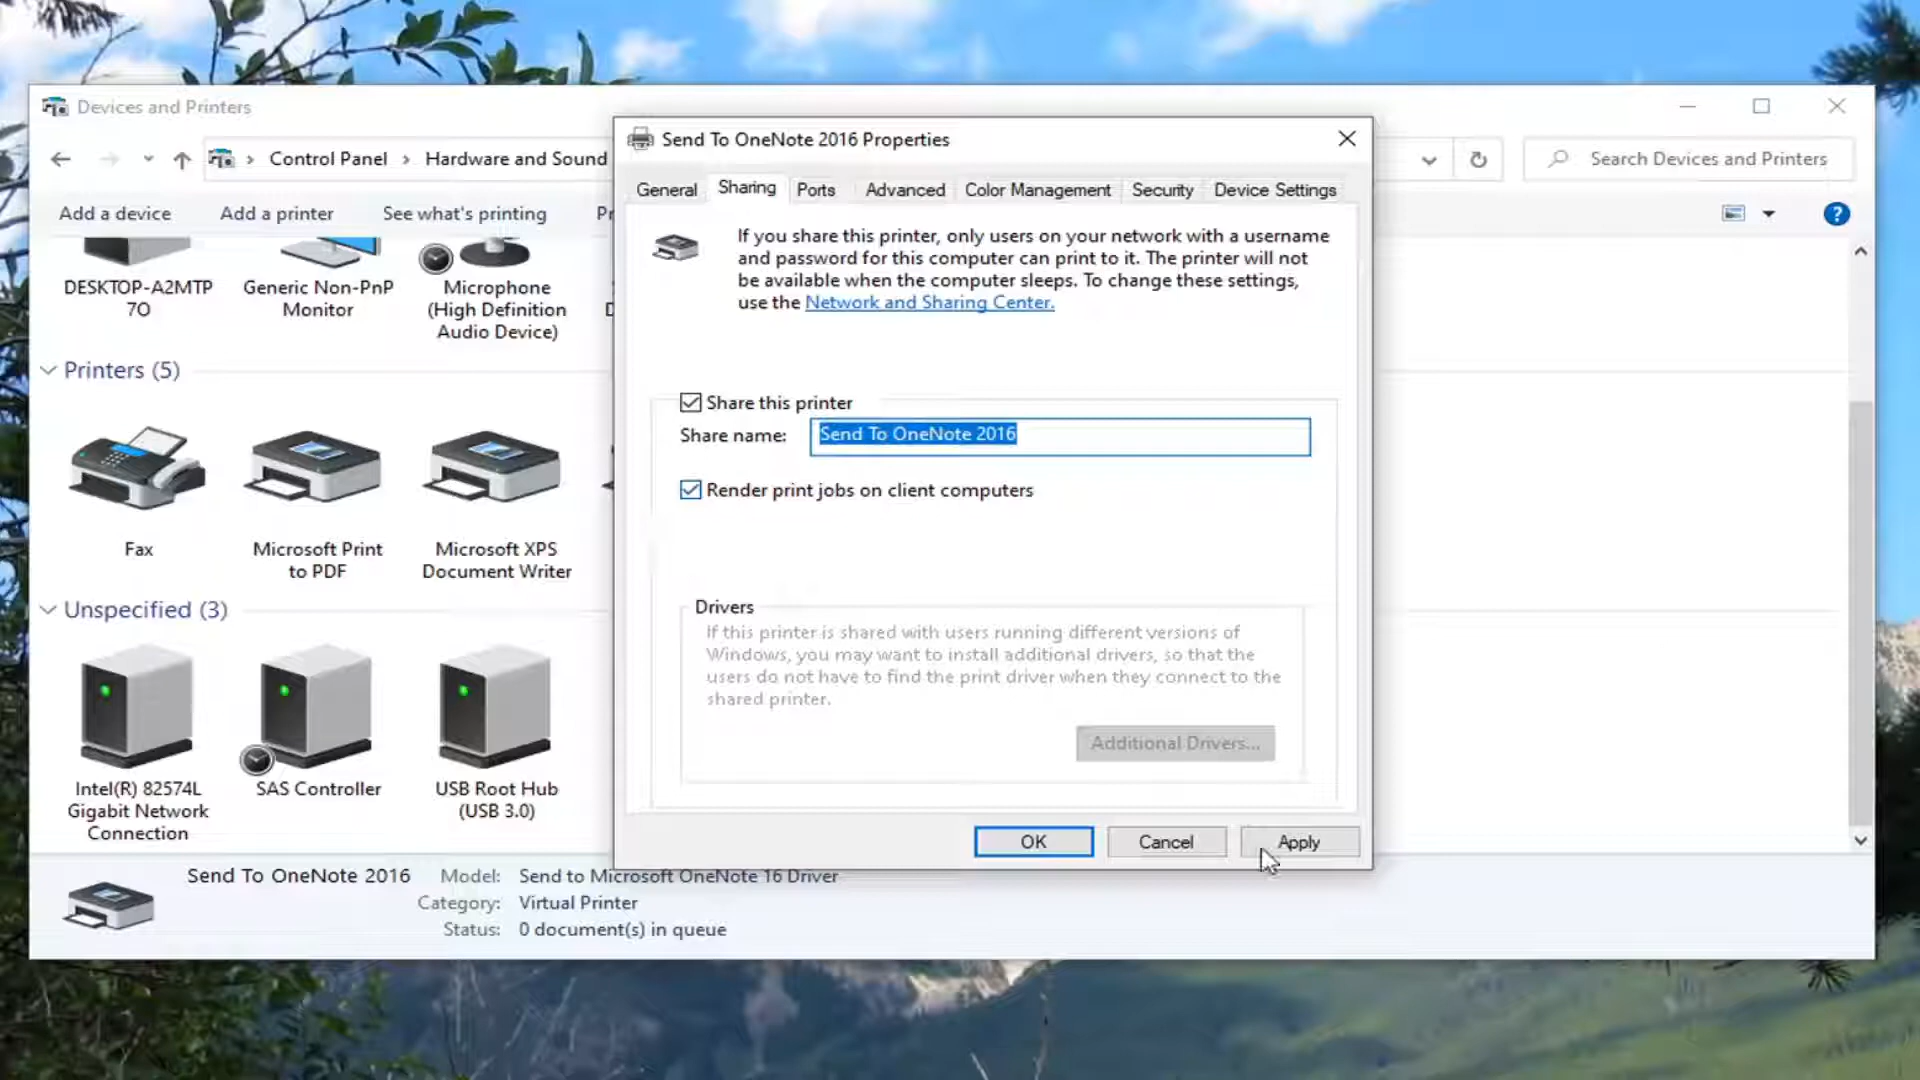 Devices and Printers
Control Panel
Hardware and Sound
Search Devices and Printers
Add a device
Add a printer
See what's printing
?
DESKTOP-A2MTP
7O
Generic Non-PnP
Monitor
Microphone
(High Definition
Audio Device)
Printers (5)
Fax
Microsoft Print
to PDF
Microsoft XPS
Document Writer
Unspecified (3)
Intel(R) 82574L
Gigabit Network
Connection
SAS Controller
USB Root Hub
(USB 3.0)
Send To OneNote 2016
Model: Send to Microsoft OneNote 16 Driver
Category: Virtual Printer
Status: 0 document(s) in queue
Send To OneNote 2016 Properties
General
Sharing
Ports
Advanced
Color Management
Security
Device Settings
If you share this printer, only users on your network with a username
and password for this computer can print to it. The printer will not
be available when the computer sleeps. To change these settings,
use the Network and Sharing Center.
Share this printer
Share name: Send To OneNote 2016
Render print jobs on client computers
Drivers
If this printer is shared with users running different versions of
Windows, you may want to install additional drivers, so that the
users do not have to find the print driver when they connect to the
shared printer.
Additional Drivers...
OK
Cancel
Apply